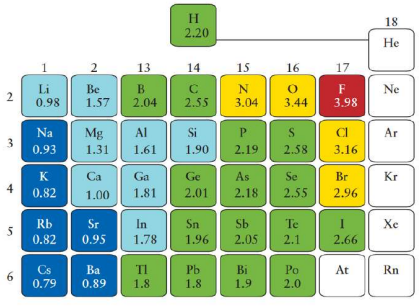 H
2.20
18
He
1 2 13 14 15 16 17
2 Li Be B C N O F Ne
0.98 1.57 2.04 2.55 3.04 3.44 3.98
3 Na Mg Al Si P S Cl Ar
0.93 1.31 1.61 1.90 2.19 2.58 3.16
4 K Ca Ga Ge As Se Br Kr
0.82 1.00 1.81 2.01 2.18 2.55 2.96
5 Rb Sr In Sn Sb Te I Xe
0.82 0.95 1.78 1.96 2.05 2.1 2.66
6 Cs Ba Tl Pb Bi Po At Rn
0.79 0.89 1.8 1.8 1.9 2.0